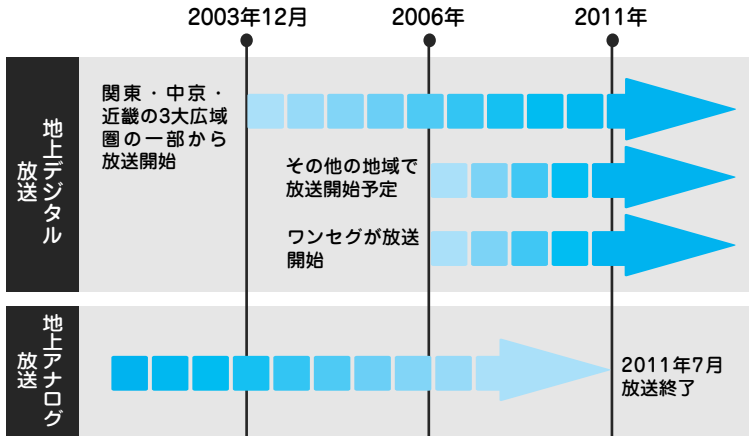 2003年12月
2006年
2011年
地上デジタル
放送
関東・中京・
近畿の3大広域
圏の一部から
放送開始
その他の地域で
放送開始予定
ワンセグが放送
開始
地上アナログ
放送
2011年7月
放送終了